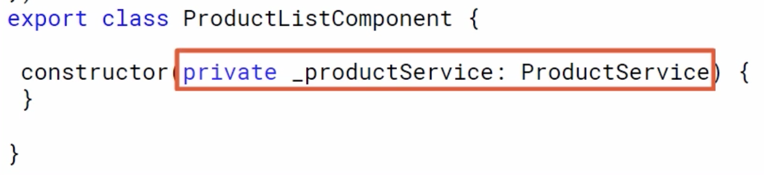 export class ProductListComponent {
constructor(private _productService: ProductService) {
}
}